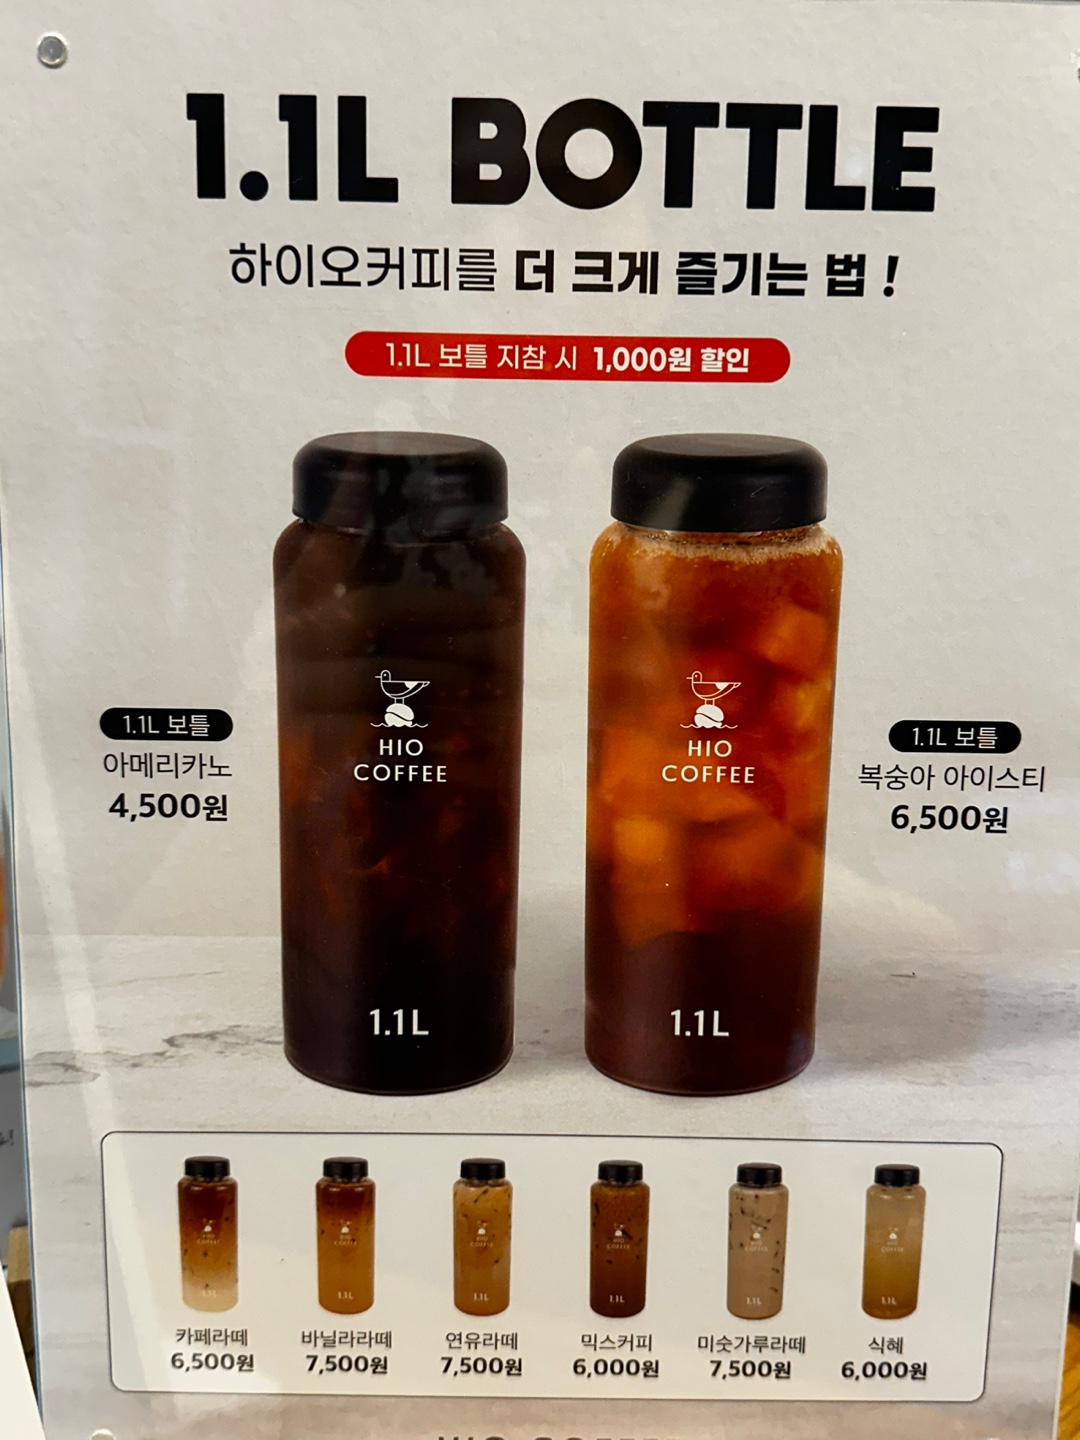 1.1L BOTTLE
하이오커피를 더 크게 즐기는 법 !
1.1L 보틀 지참 시 1,000원 할인
1.1L 보틀
아메리카노
4,500원
HIO
COFFEE
1.1L
HIO
COFFEE
1.1L
1.1L 보틀
복숭아 아이스티
6,500원
카페라떼
6,500원
바닐라라떼
7,500원
연유라떼
7,500원
믹스커피
6,000원
미숫가루라떼
7,500원
식혜
6,000원